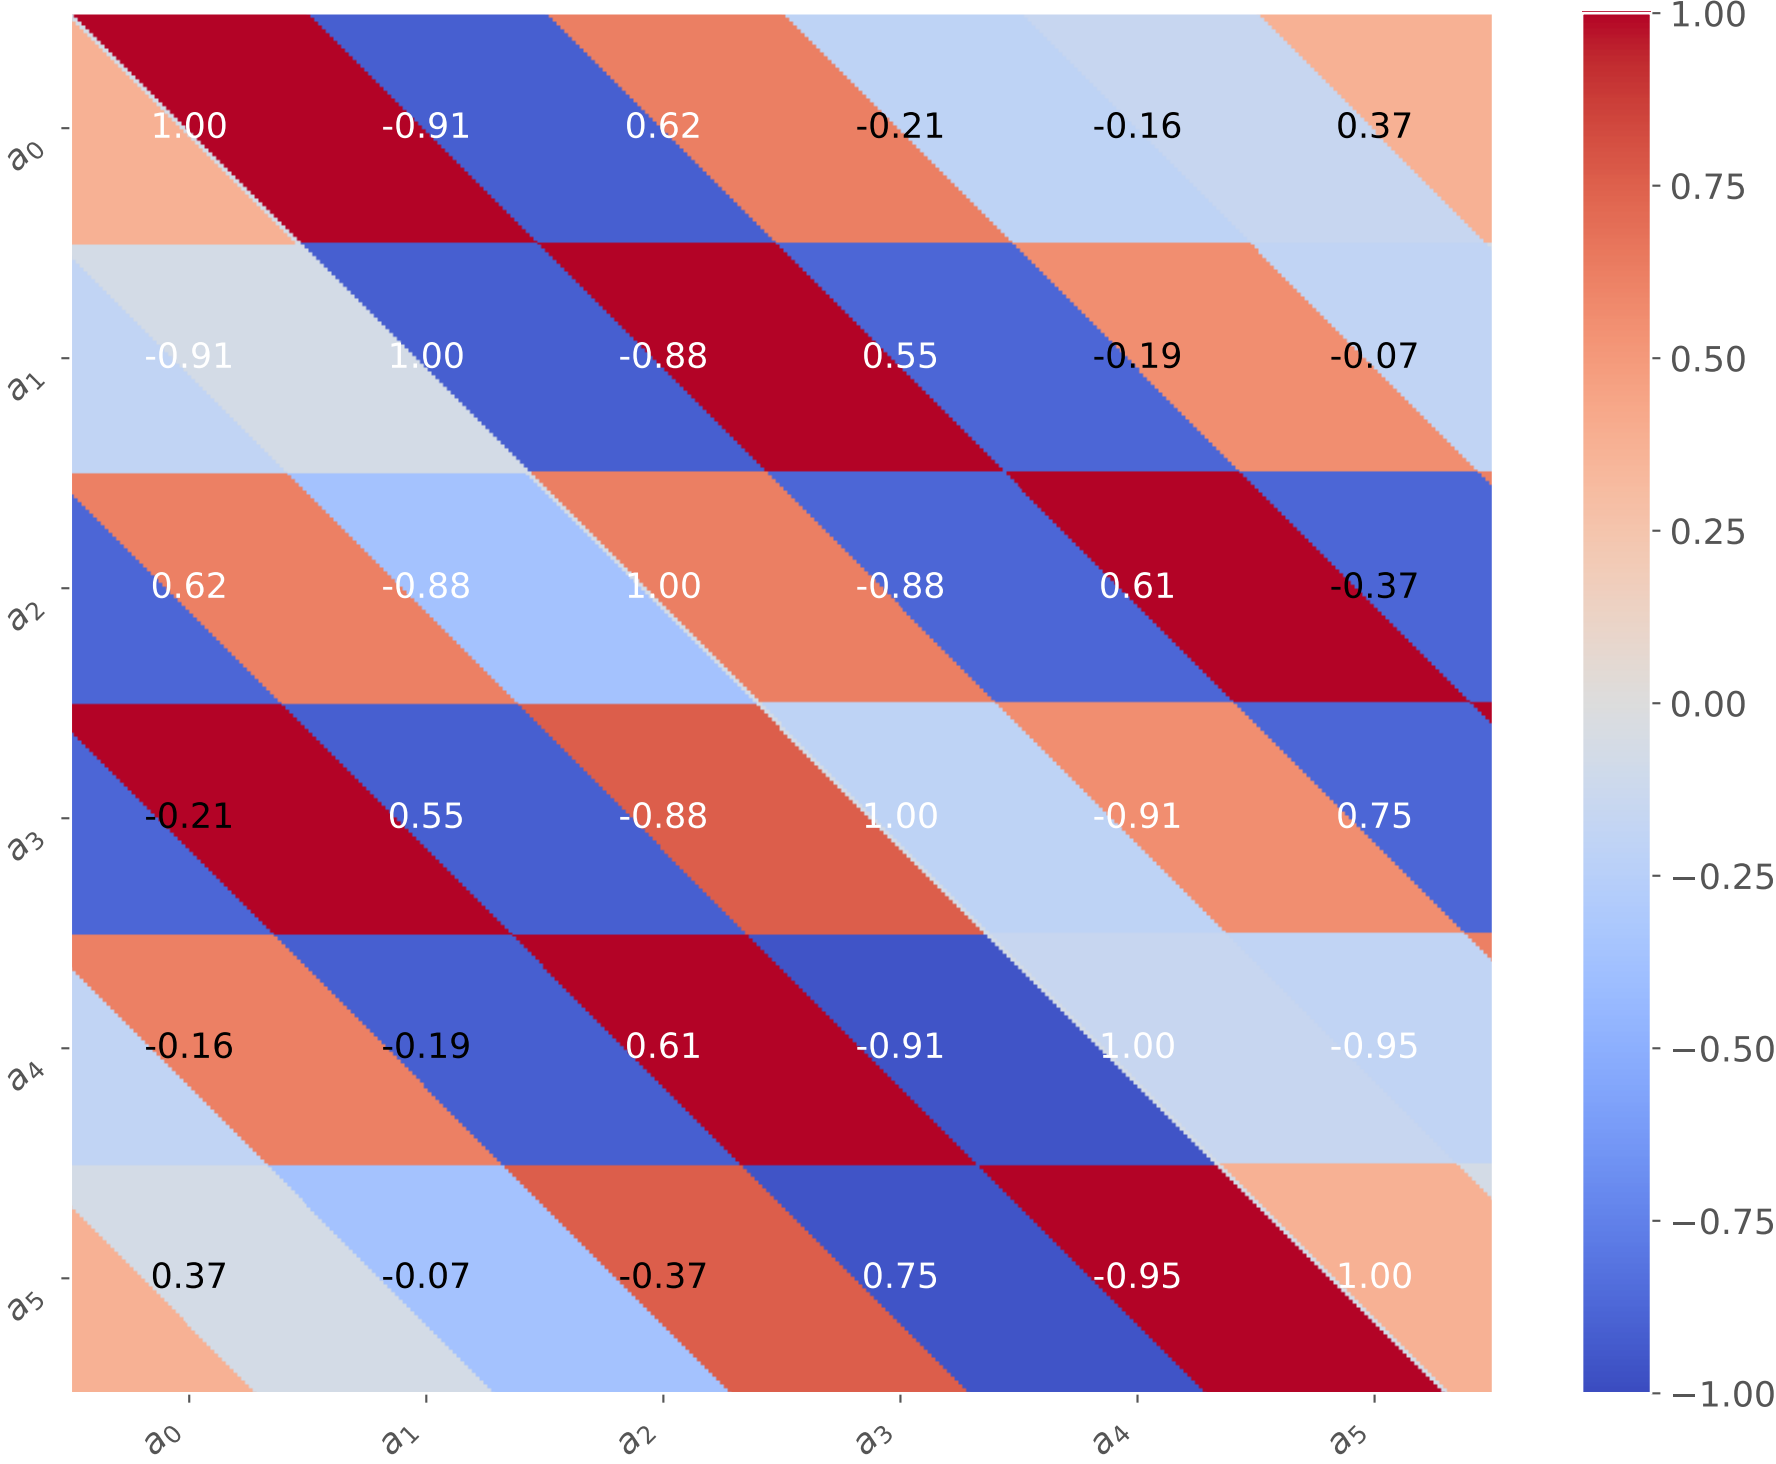 1.00
a0 1.00 -0.91 0.62 -0.21 -0.16 0.37
0.75
a1 -0.91 1.00 -0.88 0.55 -0.19 -0.07
0.50
0.25
a2 0.62 -0.88 1.00 -0.88 0.61 -0.37
0.00
a3 -0.21 0.55 -0.88 1.00 -0.91 0.75
−0.25
a4 -0.16 -0.19 0.61 -0.91 1.00 -0.95
−0.50
−0.75
a5 0.37 -0.07 -0.37 0.75 -0.95 1.00
−1.00
a0 a1 a2 a3 a4 a5